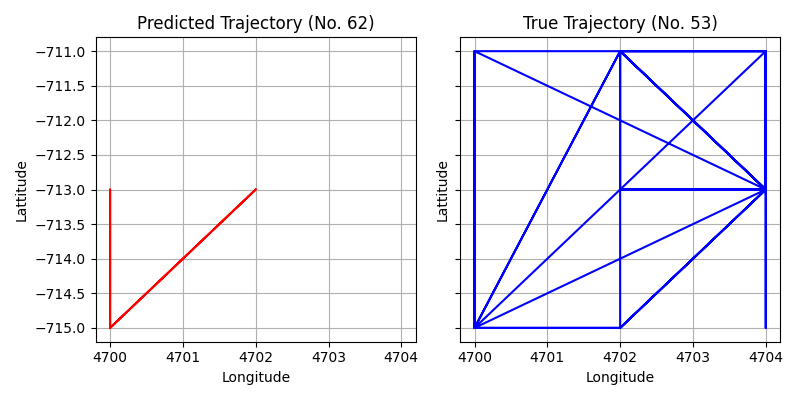 Predicted Trajectory (No. 62)
True Trajectory (No. 53)
Lattitude
−711.0
−711.5
−712.0
−712.5
−713.0
−713.5
−714.0
−714.5
−715.0
Lattitude
4700 4701 4702 4703 4704
4700 4701 4702 4703 4704
Longitude
Longitude